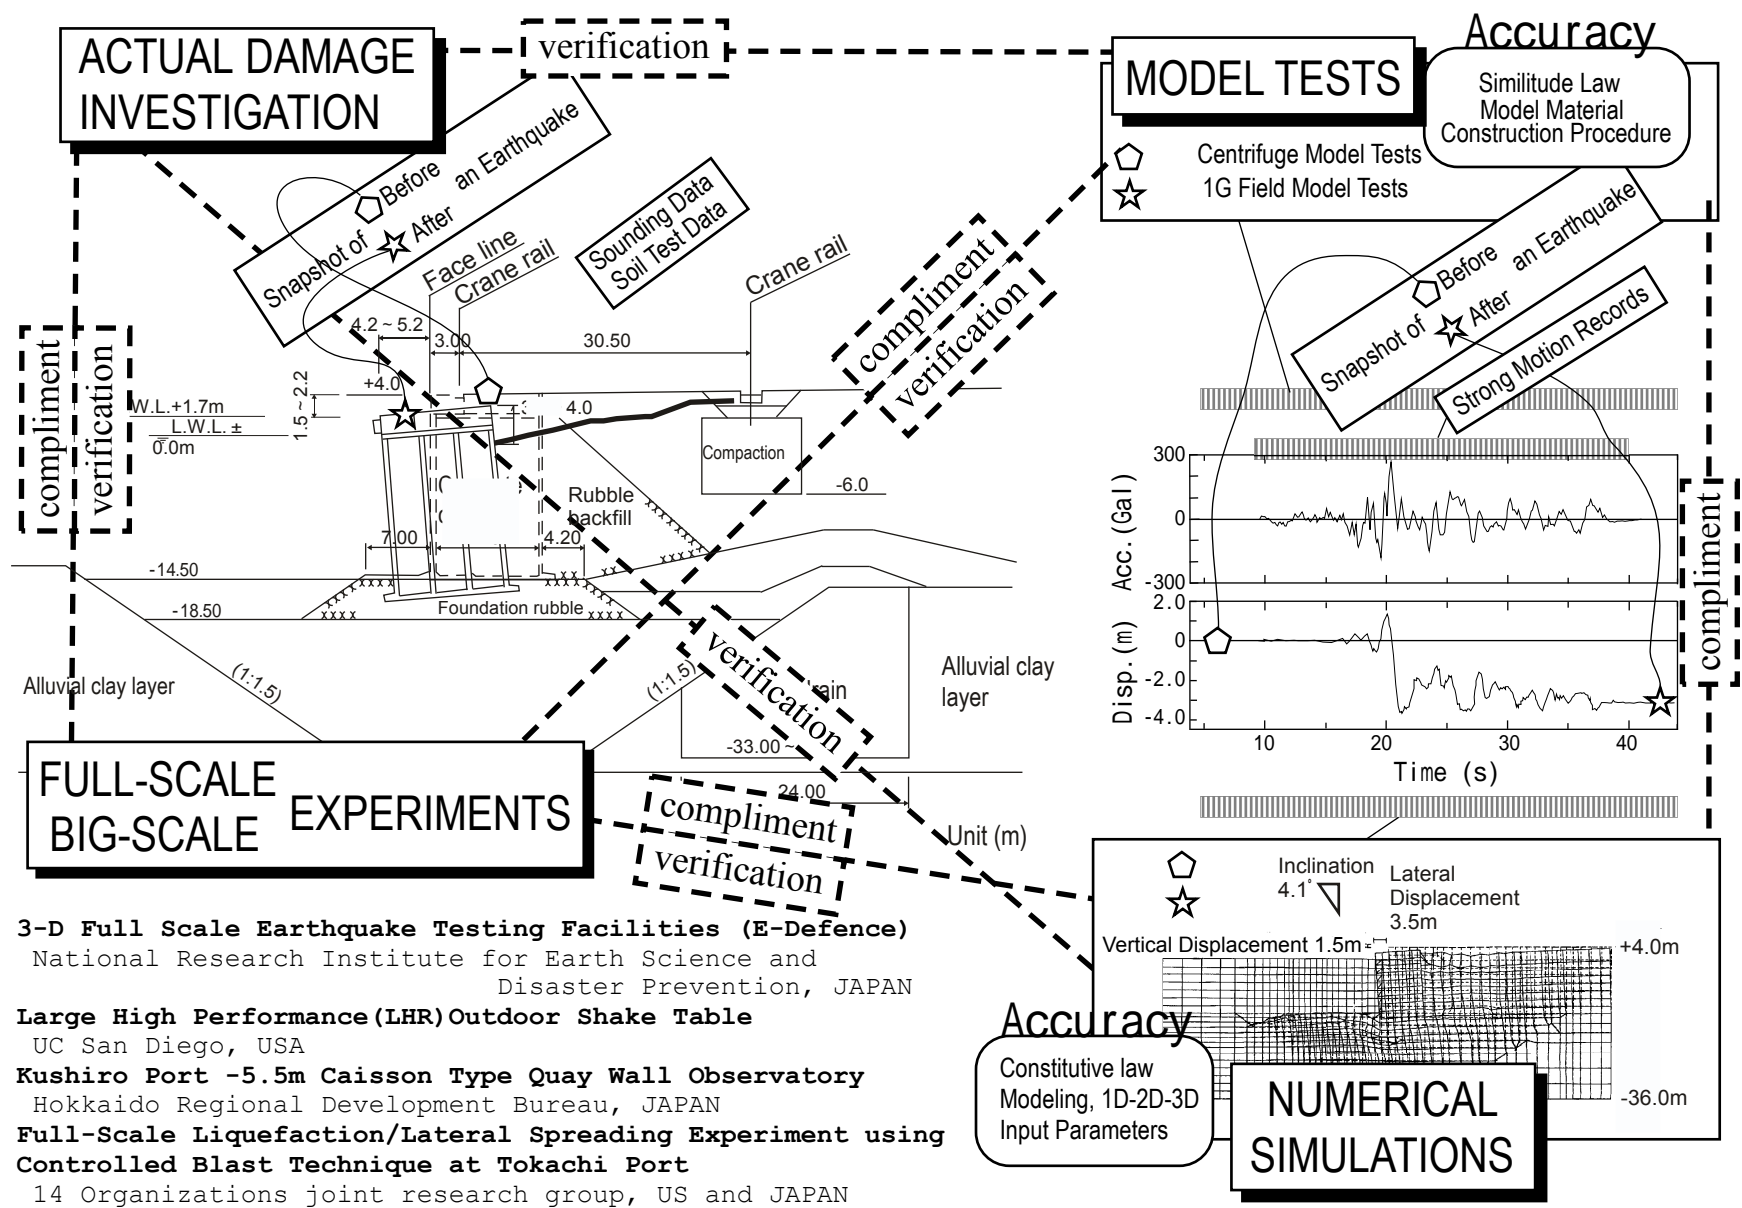 ACTUAL DAMAGE
INVESTIGATION
verification
MODEL TESTS
Accuracy
Similitude Law
Model Material
Construction Procedure
Centrifuge Model Tests
1G Field Model Tests
Before
After
Snapshot of
an Earthquake
Sounding Data
Soil Test Data
Face line
Crane rail
Crane rail
compliment
verification
Before
After
Snapshot of
an Earthquake
Strong Motion Records
compliment
verification
4.2 ~ 5.2
3.00
30.50
+4.0
1.5 ~ 2.2
W.L.+1.7m
L.W.L. ±
0.0m
4.0
Compaction
-6.0
Rubble
backfill
7.00
4.20
-14.50
-18.50
Foundation rubble
(1:1.5)
(1:1.5)
Alluvial clay layer
Alluvial clay
layer
verification
-33.00 ~
24.00
Unit (m)
300
0
-300
Acc.(Gal)
2.0
0
-2.0
-4.0
Disp.(m)
10
20
30
40
Time (s)
compliment
FULL-SCALE
BIG-SCALE
EXPERIMENTS
compliment
verification
Inclination
4.1°
Lateral
Displacement
3.5m
Vertical Displacement 1.5m
+4.0m
-36.0m
Accuracy
Constitutive law
Modeling, 1D-2D-3D
Input Parameters
NUMERICAL
SIMULATIONS
3-D Full Scale Earthquake Testing Facilities (E-Defence)
National Research Institute for Earth Science and
Disaster Prevention, JAPAN
Large High Performance(LHR)Outdoor Shake Table
UC San Diego, USA
Kushiro Port -5.5m Caisson Type Quay Wall Observatory
Hokkaido Regional Development Bureau, JAPAN
Full-Scale Liquefaction/Lateral Spreading Experiment using
Controlled Blast Technique at Tokachi Port
14 Organizations joint research group, US and JAPAN